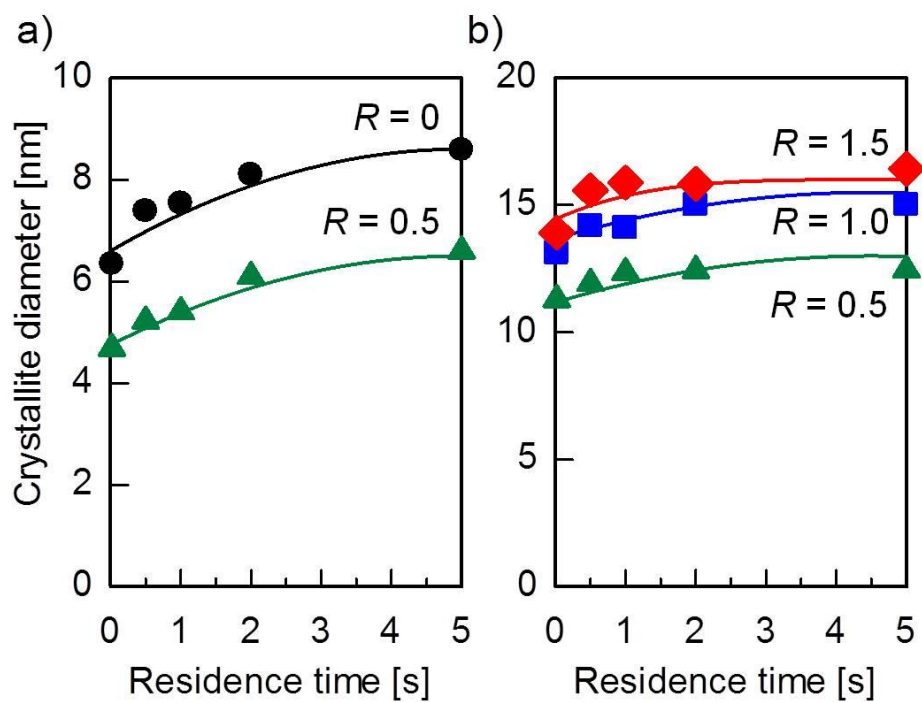 a)
Crystallite diameter [nm]
10
8
6
4
2
0
R = 0
R = 0.5
0 1 2 3 4 5
Residence time [s]
b)
20
15
10
5
0
R = 1.5
R = 1.0
R = 0.5
0 1 2 3 4 5
Residence time [s]